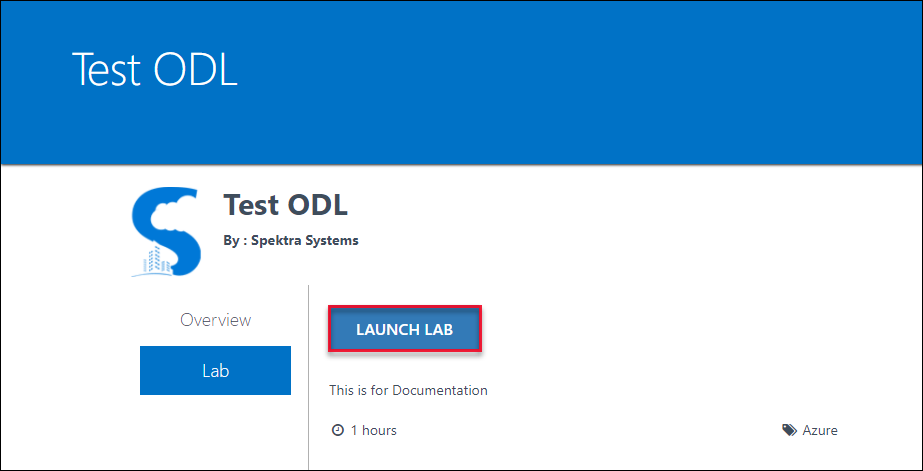 Test ODL
Test ODL
By : Spektra Systems
Overview
Lab
LAUNCH LAB
This is for Documentation
1 hours
Azure